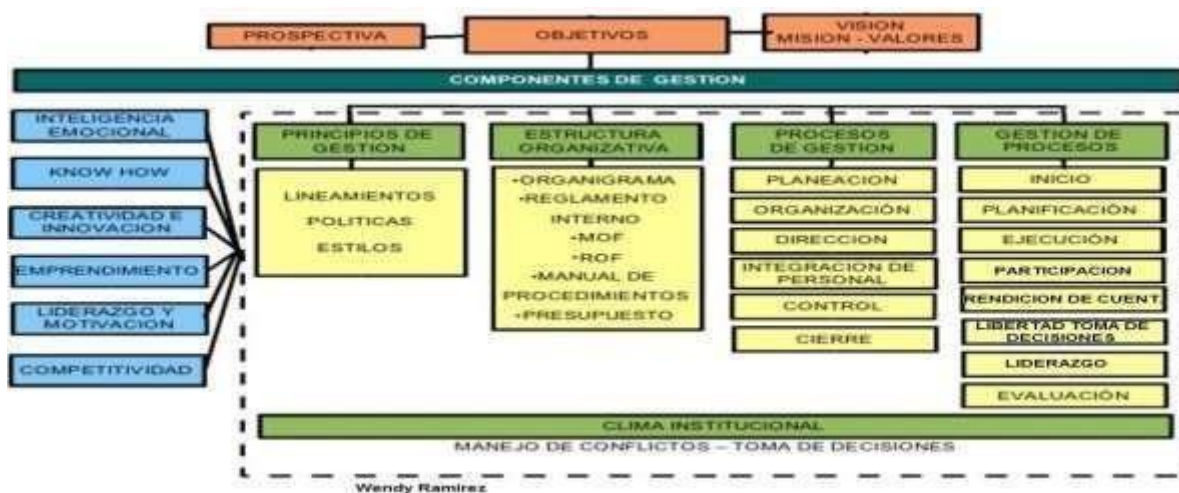 PROSPECTIVA
OBJETIVOS
VISION
MISION - VALORES
COMPONENTES DE GESTION
INTELIGENCIA
EMOCIONAL
KNOW HOW
CREATIVIDAD E
INNOVACION
EMPRENDIMIENTO
LIDERAZGO Y
MOTIVACION
COMPETITIVIDAD
PRINCIPIOS DE
GESTION
LINEAMIENTOS
POLITICAS
ESTILOS
ESTRUCTURA
ORGANIZATIVA
•ORGANIGRAMA
•REGLAMENTO
INTERNO
•MOF
•ROF
•MANUAL DE
PROCEDIMIENTOS
•PRESUPUESTO
PROCESOS
DE GESTION
PLANEACION
ORGANIZACIÓN
DIRECCION
INTEGRACION DE
PERSONAL
CONTROL
CIERRE
GESTION DE
PROCESOS
INICIO
PLANIFICACIÓN
EJECUCIÓN
PARTICIPACION
RENDICION DE CUENT.
LIBERTAD TOMA DE
DECISIONES
LIDERAZGO
EVALUACIÓN
CLIMA INSTITUCIONAL
MANEJO DE CONFLICTOS – TOMA DE DECISIONES
Wendy Ramirez